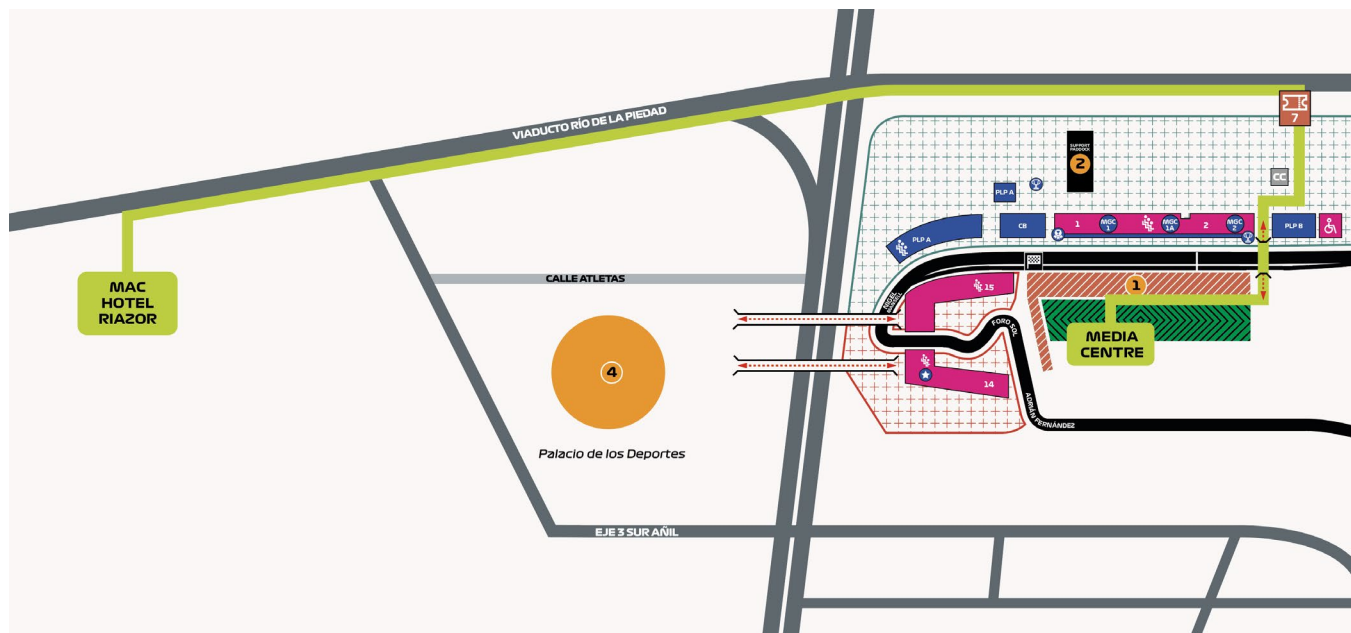 VIADUCTO RÍO DE LA PIEDAD
7
SUPPORT
PADDOCK
2
CC
PLP A
PLP A
CB
1
MGC
1
MGC
1A
2
MGC
2
PLP B
MAC
HOTEL
RIAZOR
CALLE ATLETAS
NIGEL
MANSELL
15
1
FORO SOL
MEDIA
CENTRE
4
14
ADRIÁN FERNÁNDEZ
Palacio de los Deportes
EJE 3 SUR AÑIL